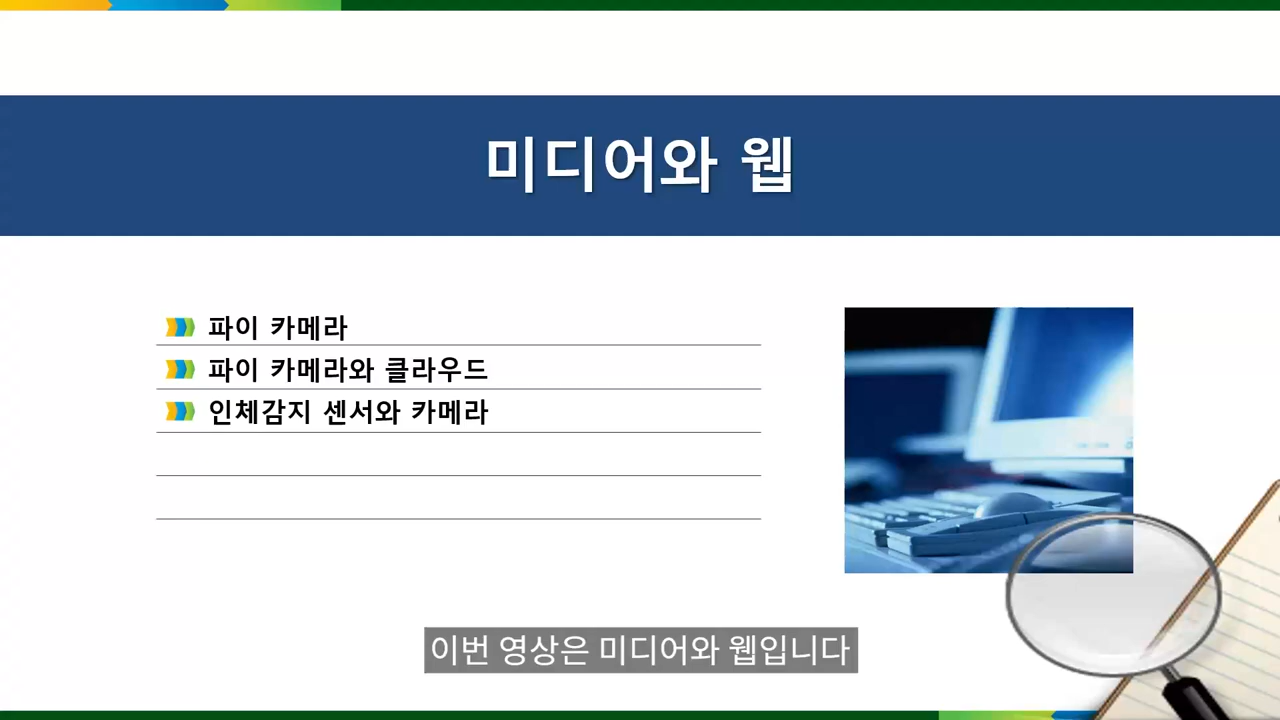 미디어와 웹
파이 카메라
파이 카메라와 클라우드
인체감지 센서와 카메라
이번 영상은 미디어와 웹입니다